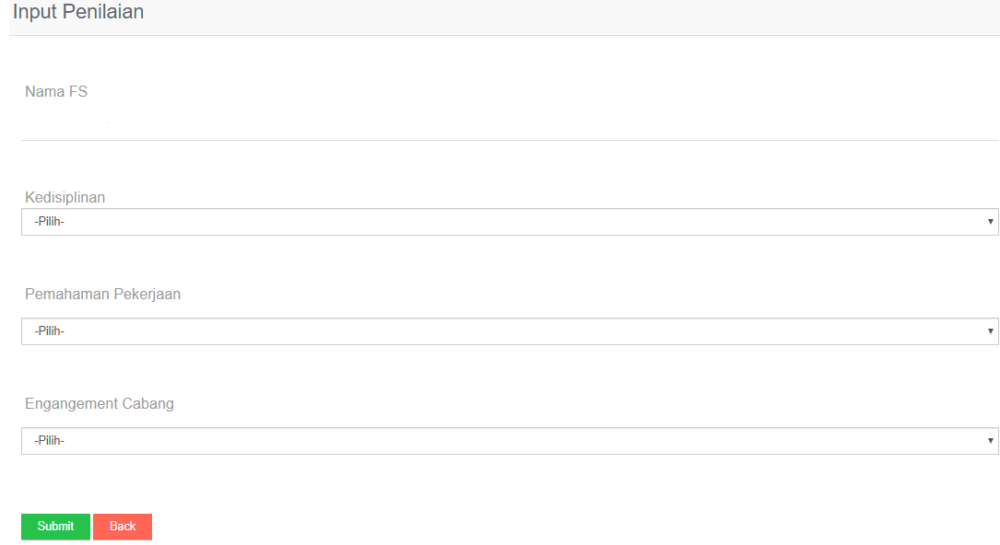 Input Penilaian
Nama FS
Kedisiplinan
-Pilih-
Pemahaman Pekerjaan
-Pilih-
Engangement Cabang
-Pilih-
Submit Back